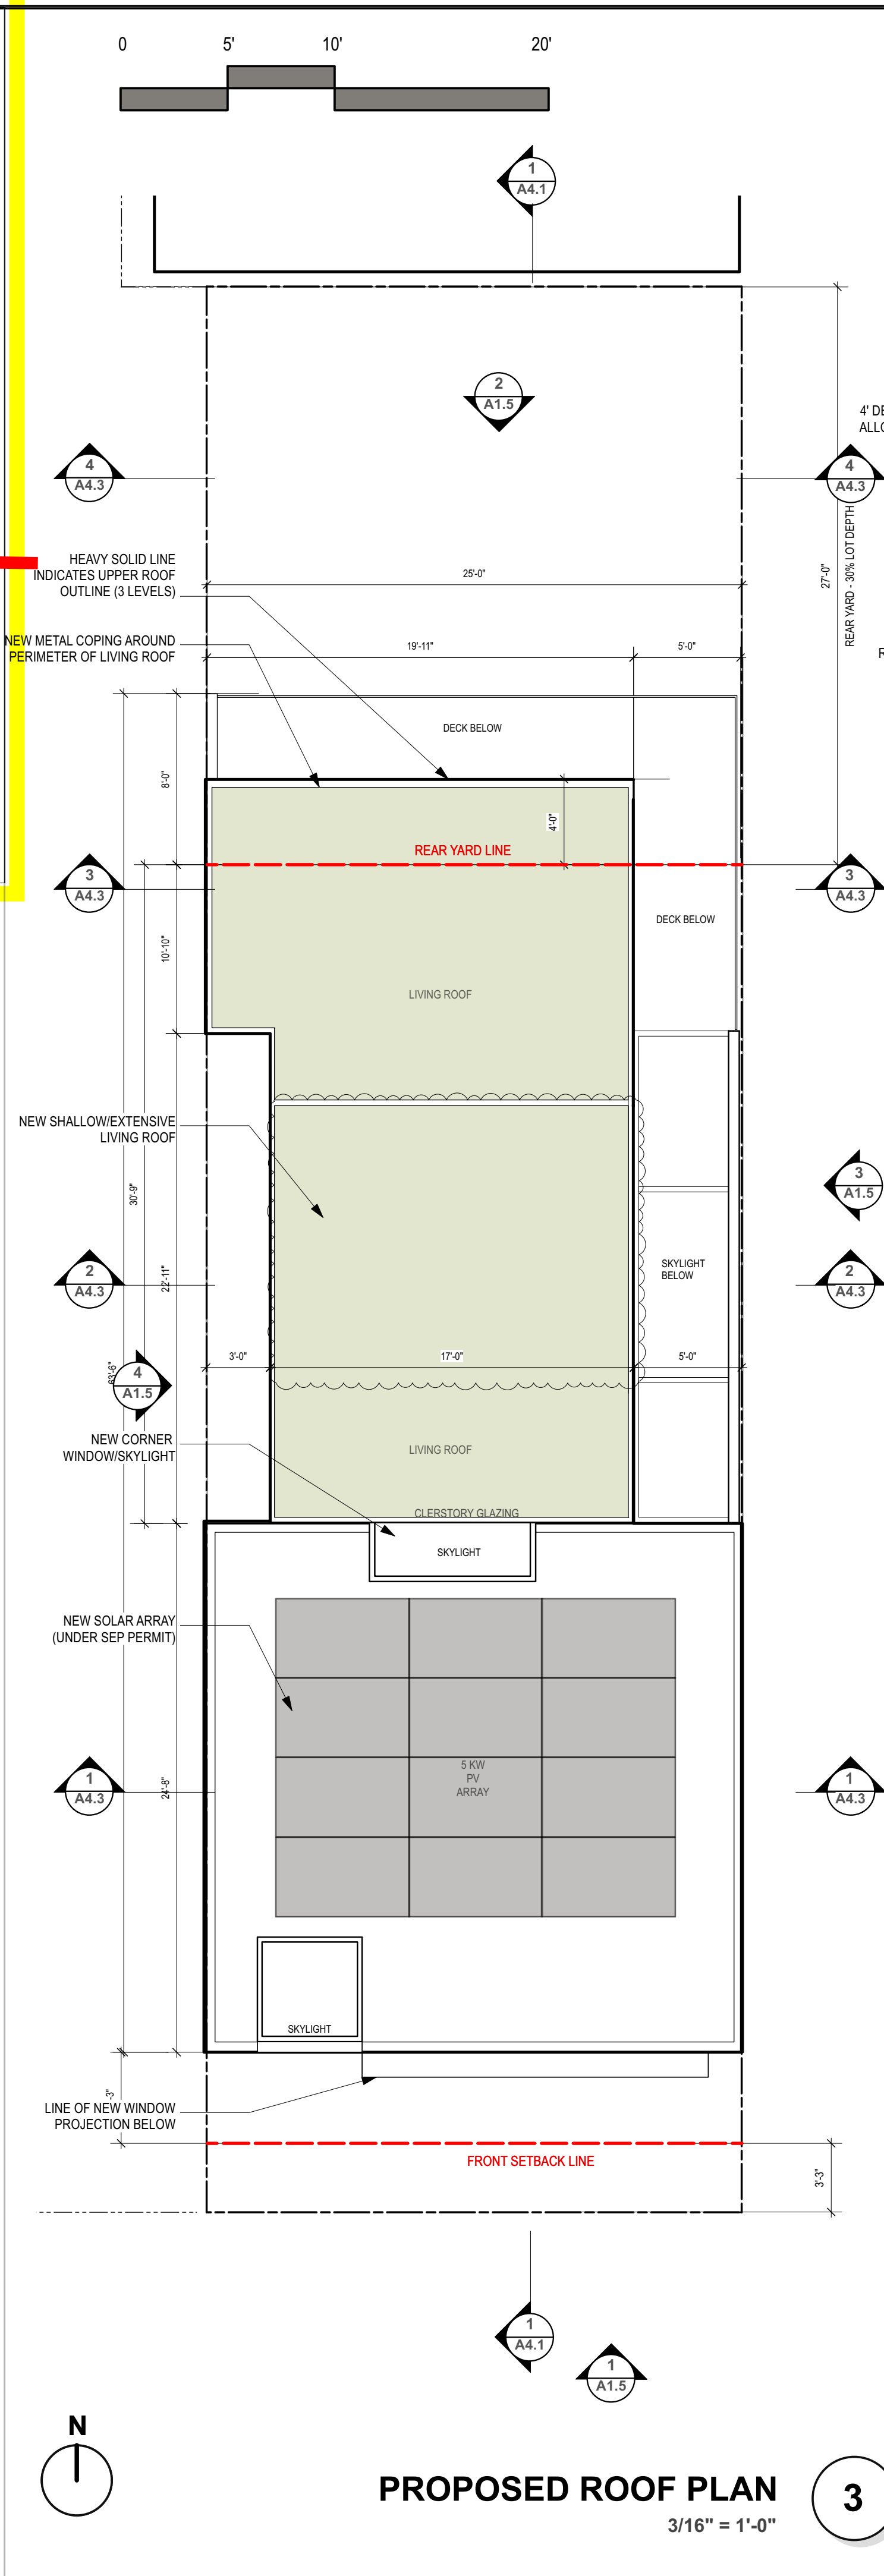 0 5' 10' 20'
1
A4.1
2
A1.5
4
A4.3
4
A4.3
HEAVY SOLID LINE
INDICATES UPPER ROOF
OUTLINE (3 LEVELS)
25'-0"
27'-0"
REAR YARD - 30% LOT DEPTH
NEW METAL COPING AROUND
PERIMETER OF LIVING ROOF
19'-11"
5'-0"
DECK BELOW
8'-0"
4'-0"
REAR YARD LINE
3
A4.3
3
A4.3
DECK BELOW
10'-10"
LIVING ROOF
NEW SHALLOW/EXTENSIVE
LIVING ROOF
30'-9"
3
A1.5
2
A4.3
22'-11"
SKYLIGHT
BELOW
2
A4.3
3'-0"
17'-0"
5'-0"
63'-6"
4
A1.5
NEW CORNER
WINDOW/SKYLIGHT
LIVING ROOF
CLERSTORY GLAZING
SKYLIGHT
NEW SOLAR ARRAY
(UNDER SEP PERMIT)
5 KW
PV
ARRAY
1
A4.3
24'-8"
1
A4.3
SKYLIGHT
LINE OF NEW WINDOW
PROJECTION BELOW
FRONT SETBACK LINE
3'-3"
1
A4.1
1
A1.5
N
PROPOSED ROOF PLAN
3
3/16" = 1'-0"